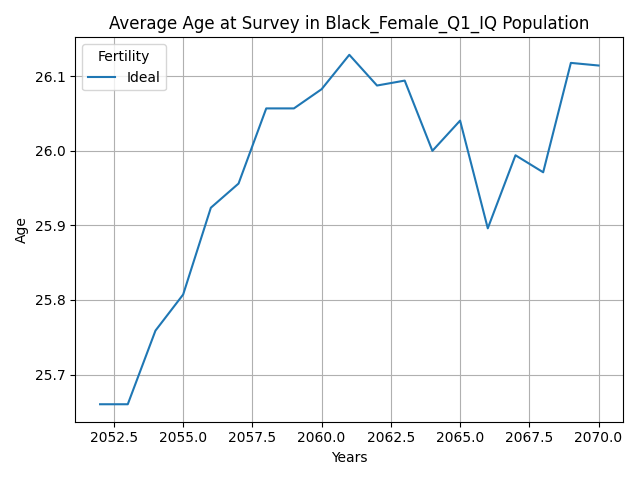 Average Age at Survey in Black_Female_Q1_IQ Population
Fertility
Ideal
26.1
26.0
25.9
25.8
25.7
Age
2052.5 2055.0 2057.5 2060.0 2062.5 2065.0 2067.5 2070.0
Years